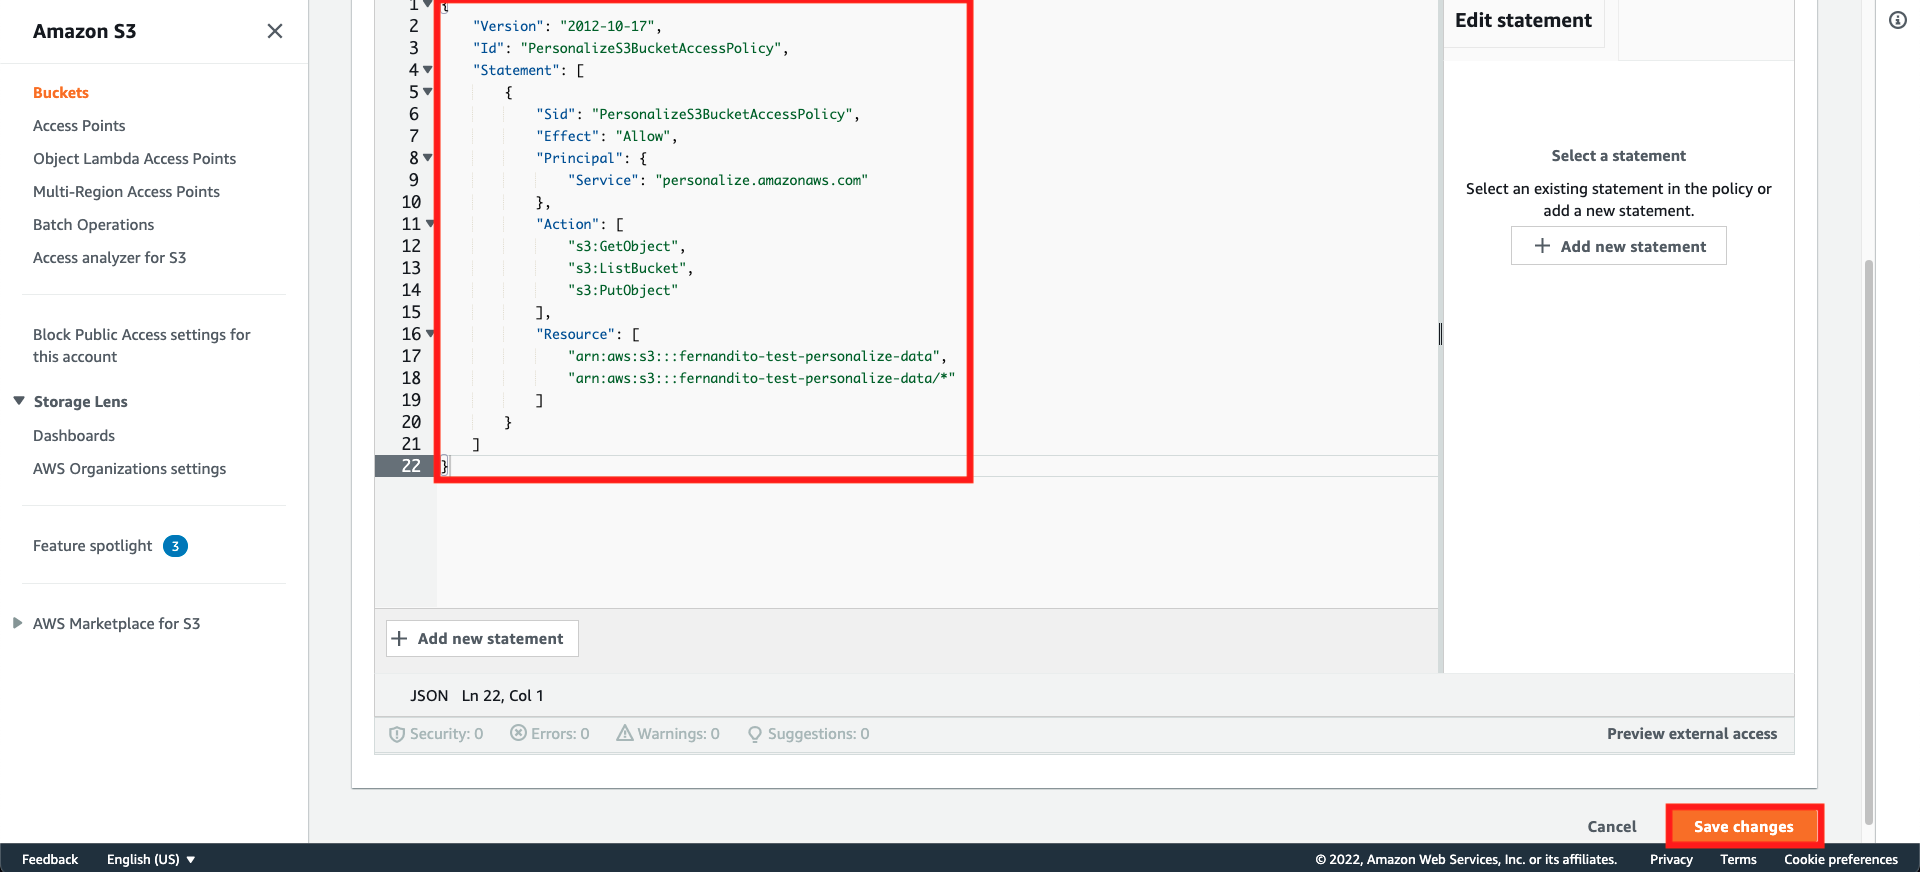 Amazon S3
Buckets
Access Points
Object Lambda Access Points
Multi-Region Access Points
Batch Operations
Access analyzer for S3
Block Public Access settings for
this account
Storage Lens
Dashboards
AWS Organizations settings
Feature spotlight 3
AWS Marketplace for S3
1 {
2 "Version": "2012-10-17",
3 "Id": "PersonalizeS3BucketAccessPolicy",
4 "Statement": [
5 {
6 "Sid": "PersonalizeS3BucketAccessPolicy",
7 "Effect": "Allow",
8 "Principal": {
9 "Service": "personalize.amazonaws.com"
10 },
11 "Action": [
12 "s3:GetObject",
13 "s3:ListBucket",
14 "s3:PutObject"
15 ],
16 "Resource": [
17 "arn:aws:s3:::fernandito-test-personalize-data",
18 "arn:aws:s3:::fernandito-test-personalize-data/*"
19 ]
20 }
21 ]
22 }
+ Add new statement
JSON Ln 22, Col 1
Security: 0 Errors: 0 Warnings: 0 Suggestions: 0
Preview external access
Edit statement
Select a statement
Select an existing statement in the policy or
add a new statement.
+ Add new statement
Cancel
Save changes
Feedback English (US)
© 2022, Amazon Web Services, Inc. or its affiliates. Privacy Terms Cookie preferences